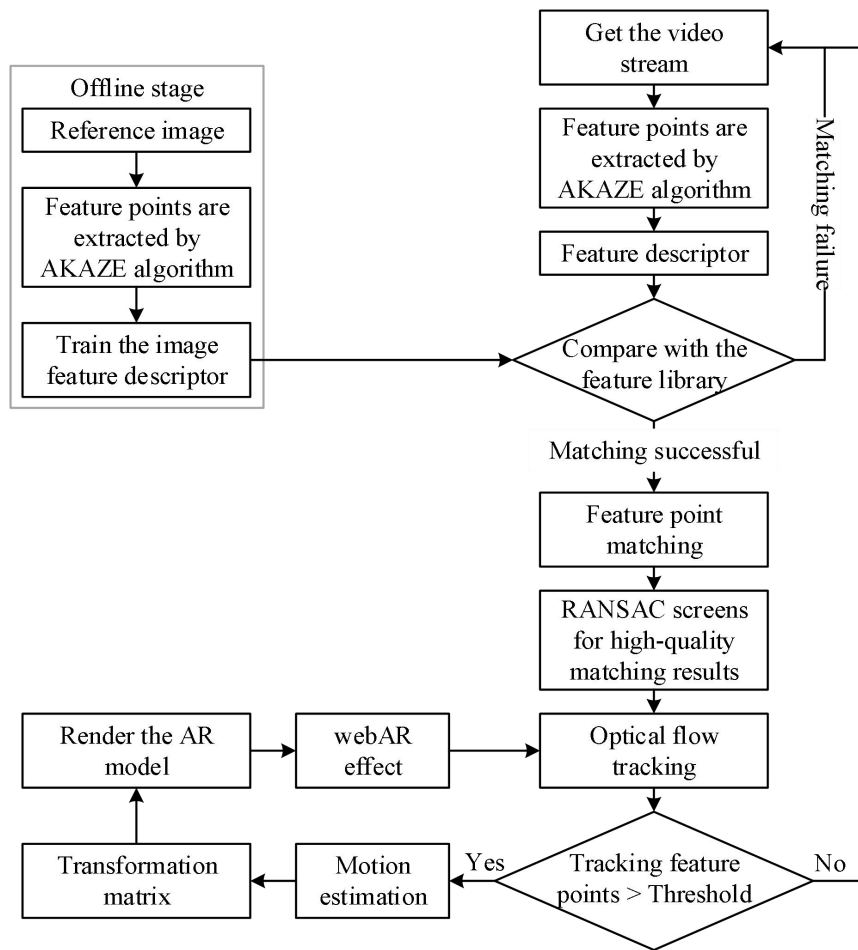 Offline stage
Reference image
Feature points are
extracted by
AKAZE algorithm
Train the image
feature descriptor
Get the video
stream
Feature points are
extracted by
AKAZE algorithm
Feature descriptor
Compare with the
feature library
Matching failure
Matching successful
Feature point
matching
RANSAC screens
for high-quality
matching results
Optical flow
tracking
Tracking feature
points > Threshold
Yes
No
Motion
estimation
Transformation
matrix
Render the AR
model
webAR
effect